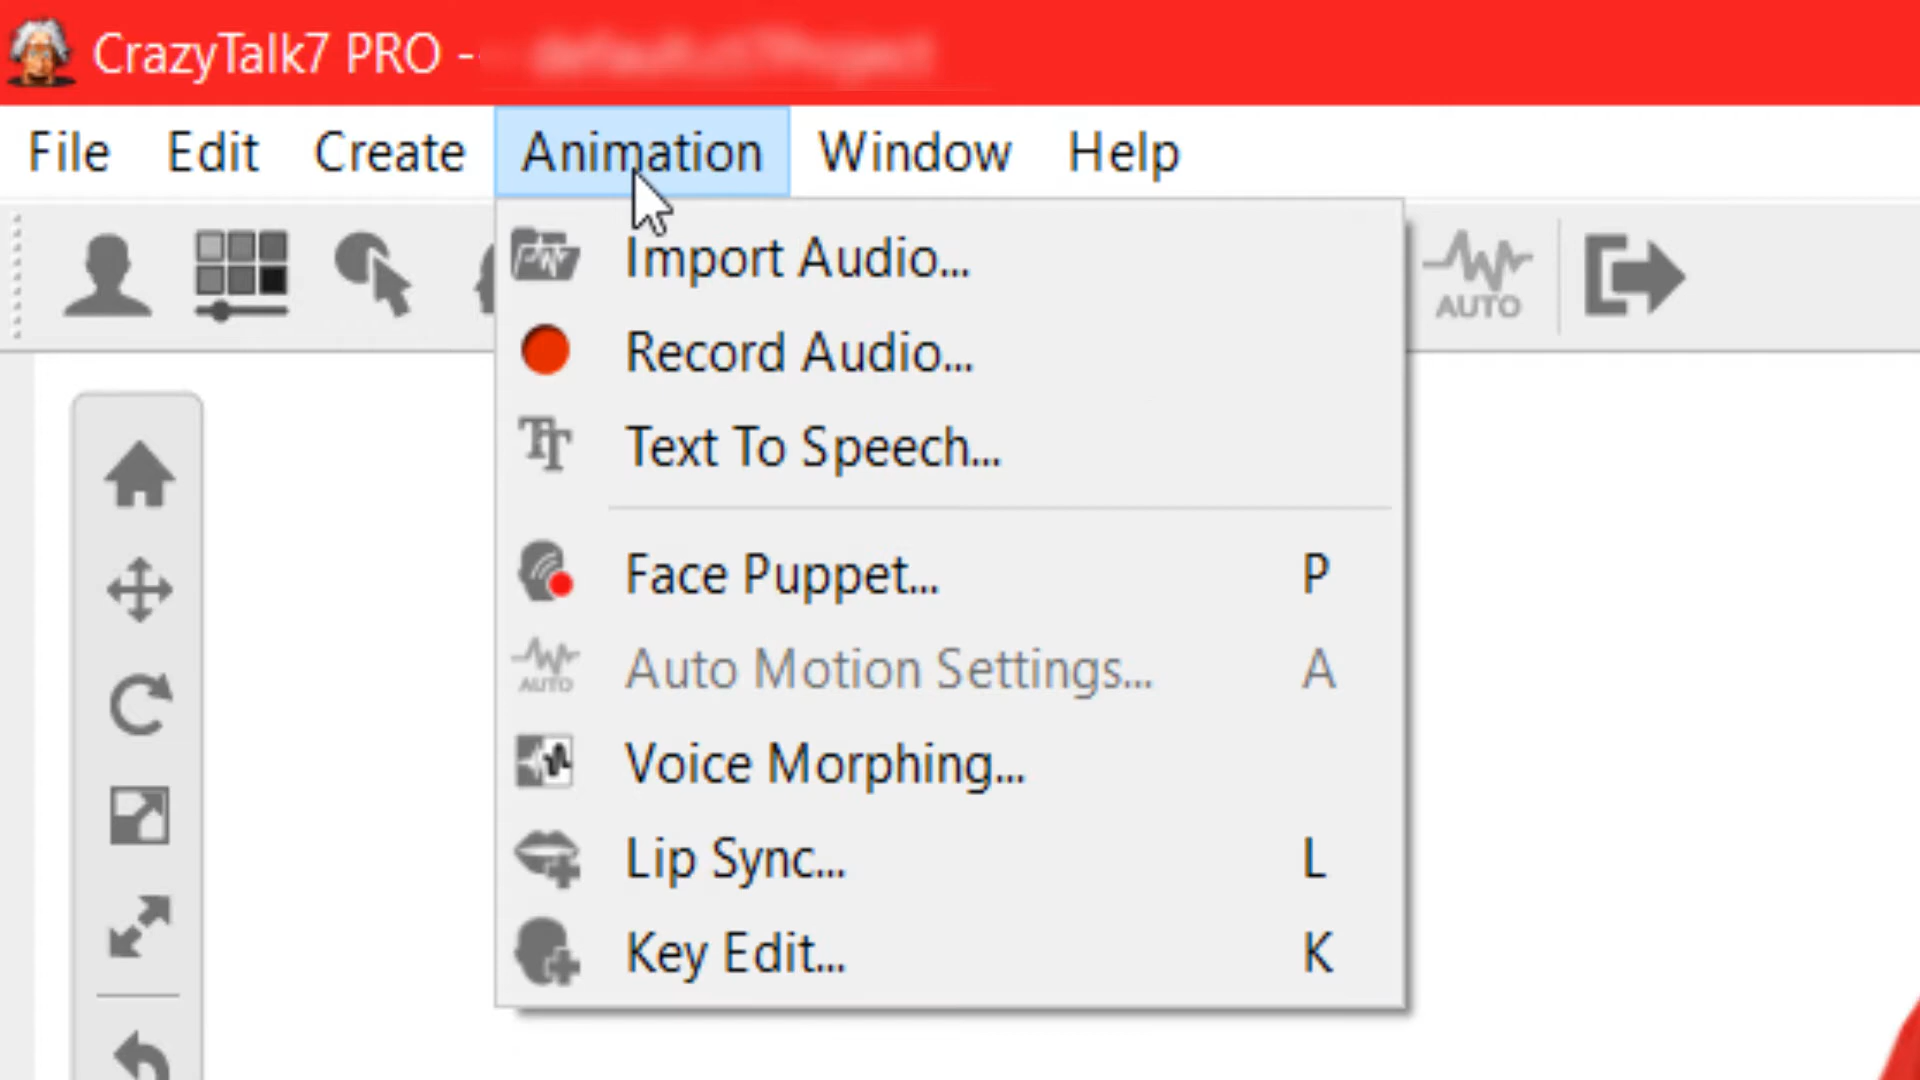 CrazyTalk7 PRO -
File Edit Create Animation Window Help
Import Audio...
Record Audio...
Text To Speech...
Face Puppet... P
Auto Motion Settings... A
Voice Morphing...
Lip Sync... L
Key Edit... K
AUTO
AUTO